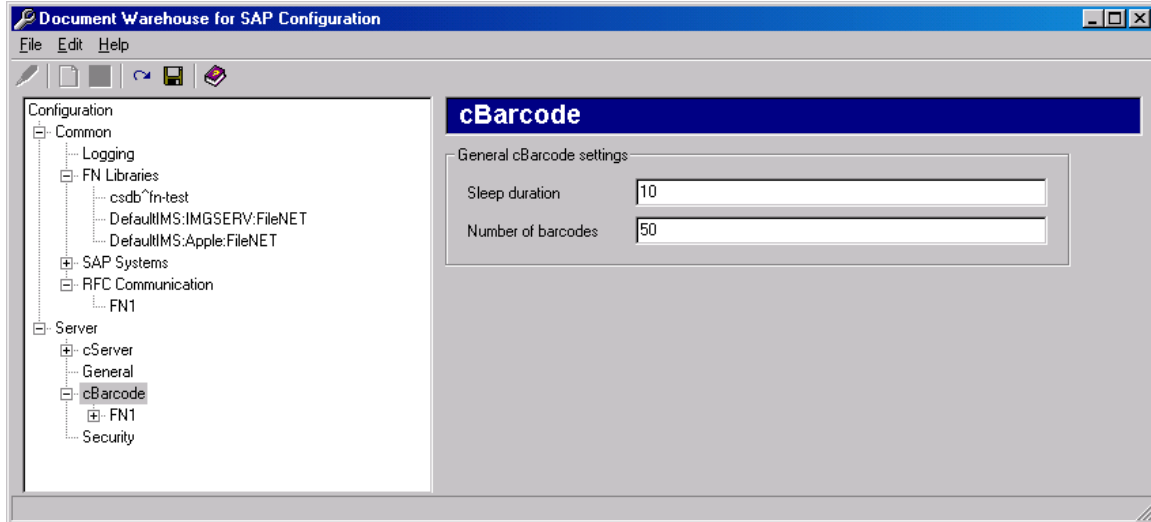 Document Warehouse for SAP Configuration
File Edit Help
Configuration
Common
Logging
FN Libraries
csdb^fn-test
DefaultIMS:IMGSERV:FileNET
DefaultIMS:Apple:FileNET
SAP Systems
RFC Communication
FN1
Server
cServer
General
cBarcode
FN1
Security
cBarcode
General cBarcode settings
Sleep duration 10
Number of barcodes 50